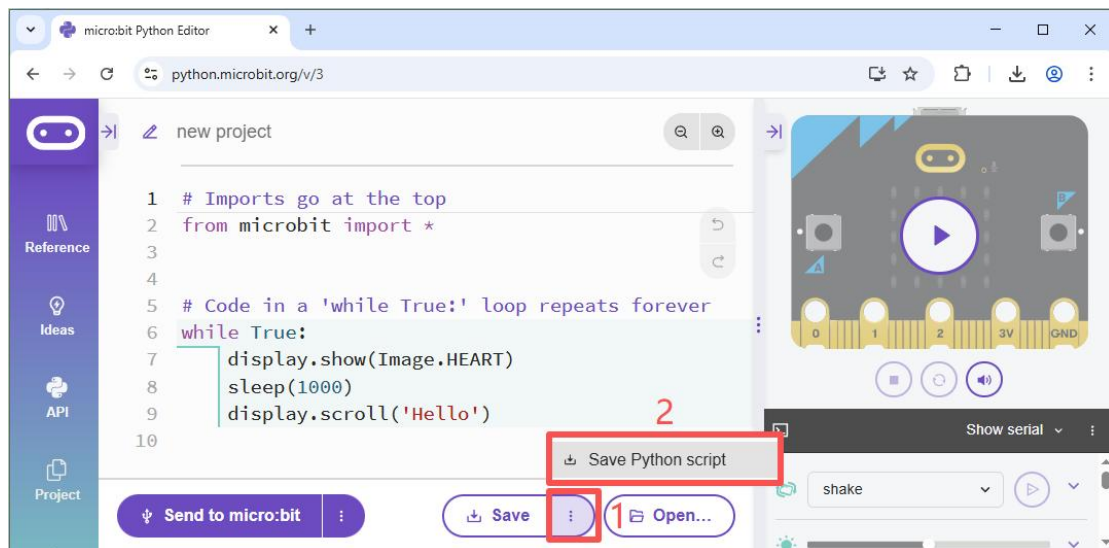 micro:bit Python Editor
python.microbit.org/v/3
new project
Reference
Ideas
API
Project
1 # Imports go at the top
2 from microbit import *
3
4
5 # Code in a 'while True:' loop repeats forever
6 while True:
7 display.show(Image.HEART)
8 sleep(1000)
9 display.scroll('Hello')
10
2
Save Python script
Send to micro:bit
Save
1
Open...
B
A
0 1 2 3V GND
Show serial
shake